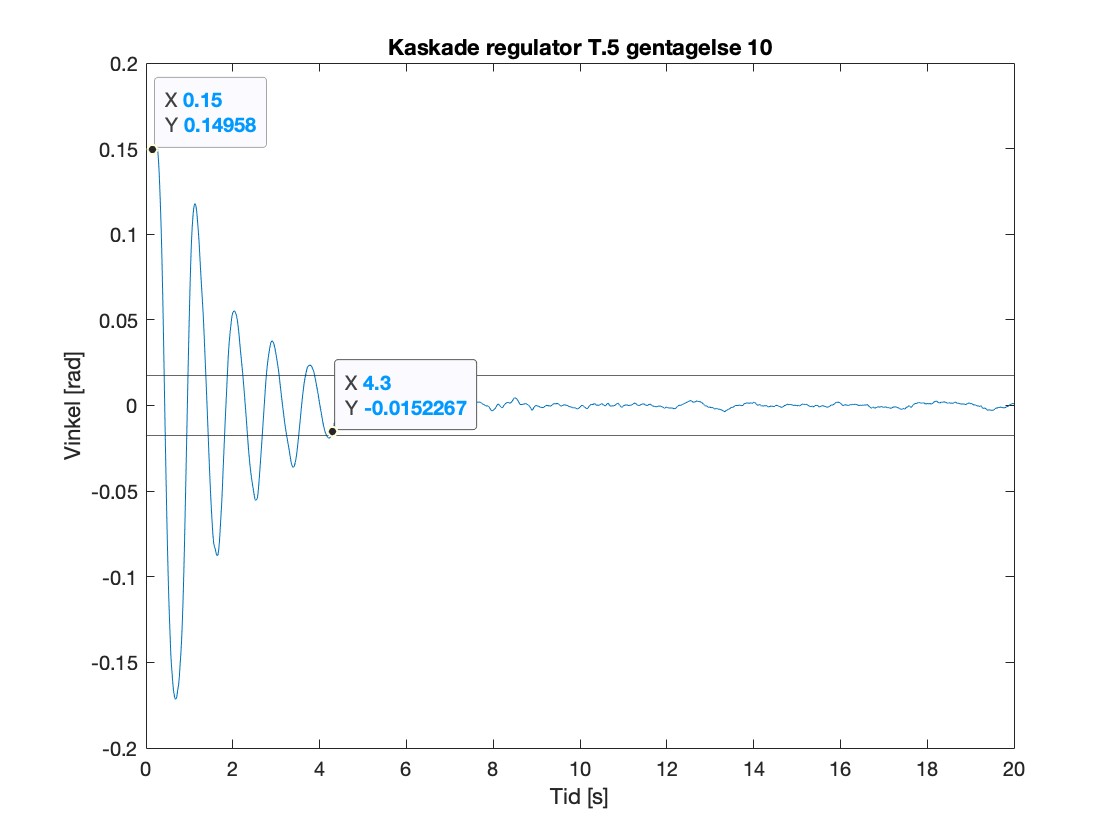 Kaskade regulator T.5 gentagelse 10
0.2
X 0.15
Y 0.14958
0.15
0.1
0.05
X 4.3
Y -0.0152267
0
-0.05
-0.1
-0.15
-0.2
Vinkel [rad]
0 2 4 6 8 10 12 14 16 18 20
Tid [s]